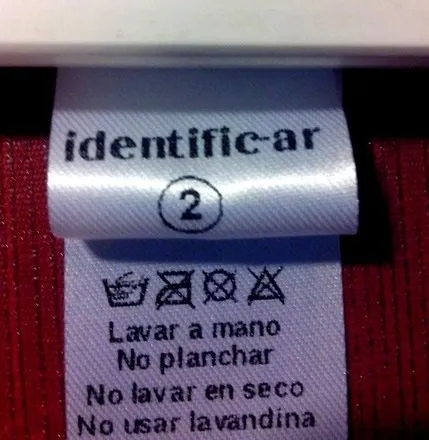 identific-ar
2
Lavar a mano
No planchar
No lavar en seco
No usar lavandina